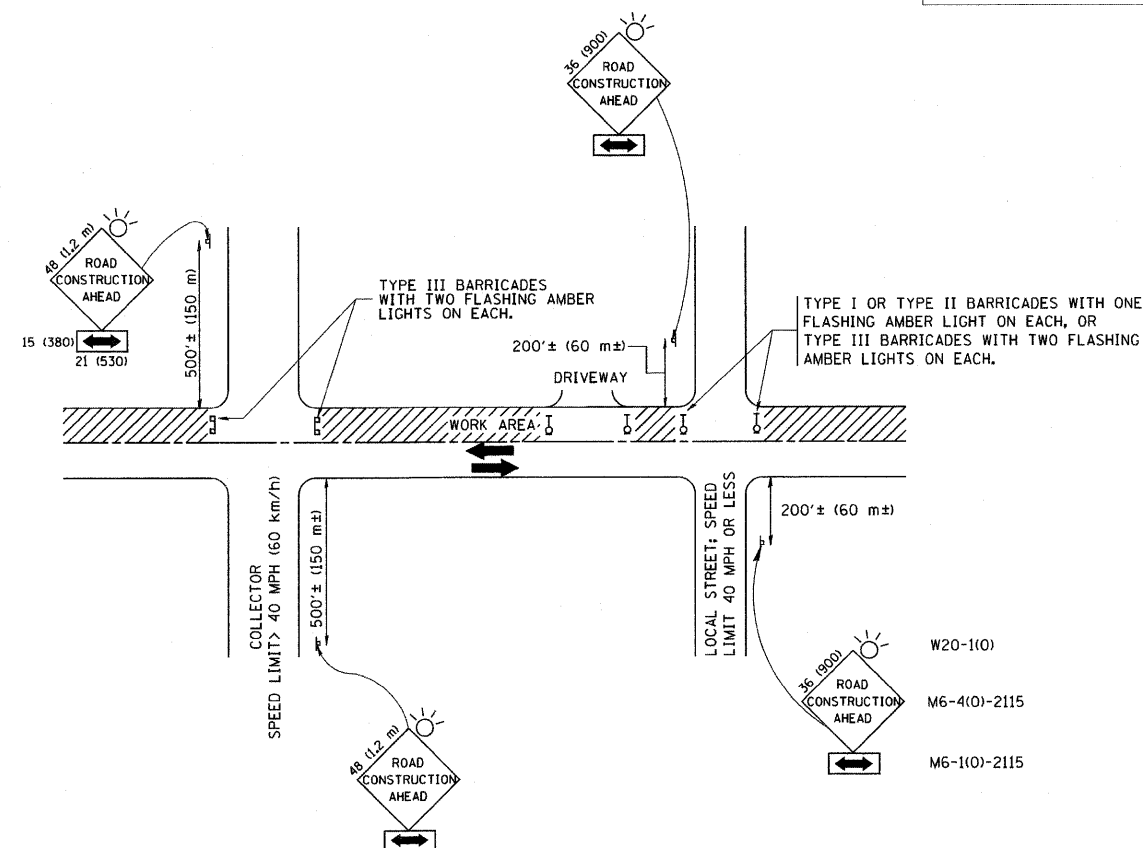 36 (900)
ROAD
CONSTRUCTION
AHEAD
48 (1.2 m)
ROAD
CONSTRUCTION
AHEAD
15 (380)
21 (530)
500'± (150 m)
TYPE III BARRICADES
WITH TWO FLASHING AMBER
LIGHTS ON EACH.
200'± (60 m±)
DRIVEWAY
TYPE I OR TYPE II BARRICADES WITH ONE
FLASHING AMBER LIGHT ON EACH, OR
TYPE III BARRICADES WITH TWO FLASHING
AMBER LIGHTS ON EACH.
WORK AREA
COLLECTOR
SPEED LIMIT> 40 MPH (60 km/h)
500'± (150 m±)
LOCAL STREET; SPEED
LIMIT 40 MPH OR LESS
200'± (60 m±)
36 (900)
ROAD
CONSTRUCTION
AHEAD
W20-1(O)
M6-4(O)-2115
M6-1(O)-2115
48 (1.2 m)
ROAD
CONSTRUCTION
AHEAD